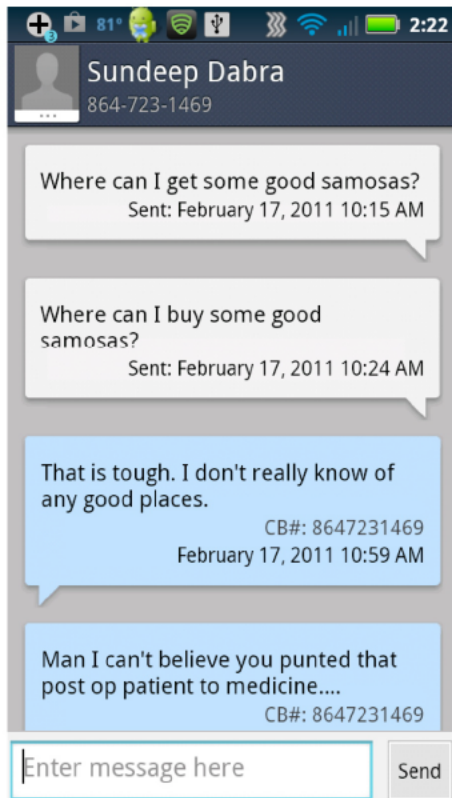 3
81°
2:22
Sundeep Dabra
864-723-1469
Where can I get some good samosas?
Sent: February 17, 2011 10:15 AM
Where can I buy some good
samosas?
Sent: February 17, 2011 10:24 AM
That is tough. I don't really know of
any good places.
CB#: 8647231469
February 17, 2011 10:59 AM
Man I can't believe you punted that
post op patient to medicine....
CB#: 8647231469
Enter message here
Send